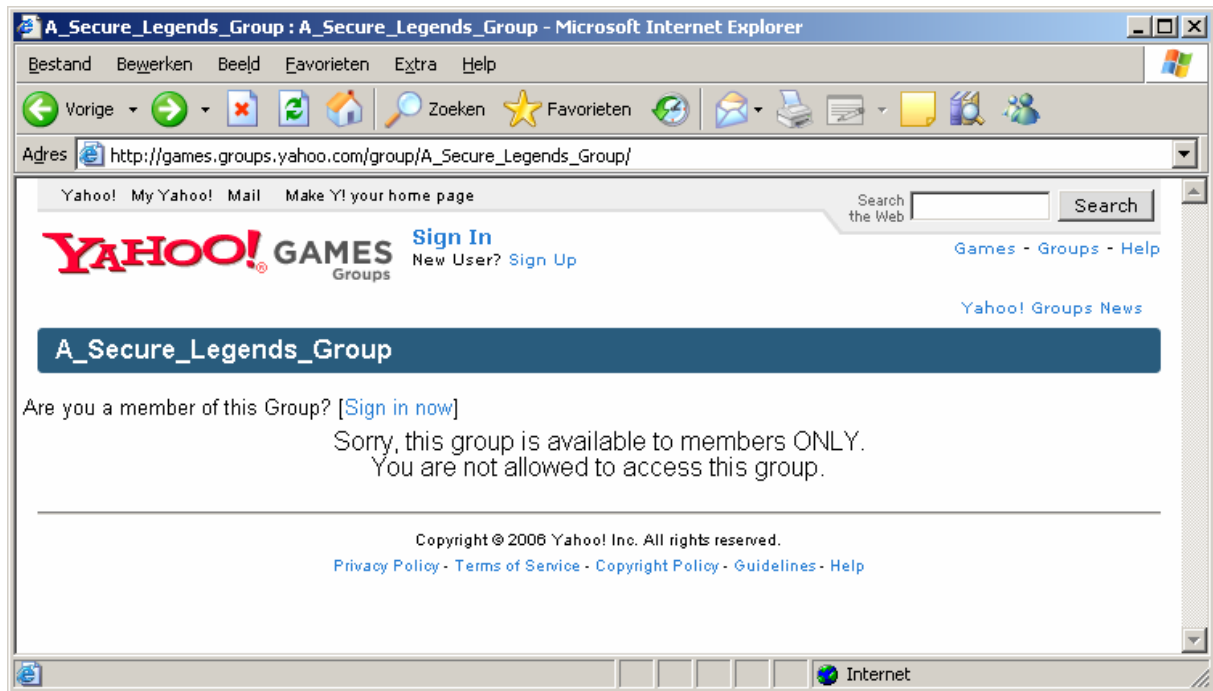 A_Secure_Legends_Group : A_Secure_Legends_Group - Microsoft Internet Explorer
Bestand Bewerken Beeld Favorieten Extra Help
Vorige Zoeken Favorieten
Adres http://games.groups.yahoo.com/group/A_Secure_Legends_Group/
Yahoo! My Yahoo! Mail Make Y! your home page
Search the Web Search
YAHOO!® GAMES Groups
Sign In
New User? Sign Up
Games - Groups - Help
Yahoo! Groups News
A_Secure_Legends_Group
Are you a member of this Group? [Sign in now]
Sorry, this group is available to members ONLY.
You are not allowed to access this group.
Copyright © 2006 Yahoo! Inc. All rights reserved.
Privacy Policy - Terms of Service - Copyright Policy - Guidelines - Help
Internet